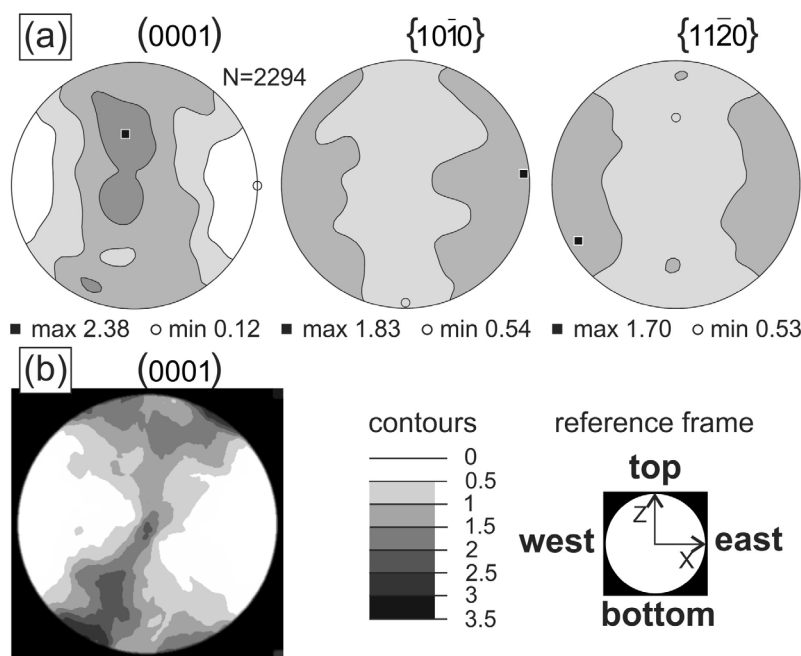 (a) (0001) {101̄0} {112̄0}
N=2294
■ max 2.38 ○ min 0.12 ■ max 1.83 ○ min 0.54 ■ max 1.70 ○ min 0.53
(b) (0001)
contours
0
0.5
1
1.5
2
2.5
3
3.5
reference frame
top
Z
west east
X
bottom